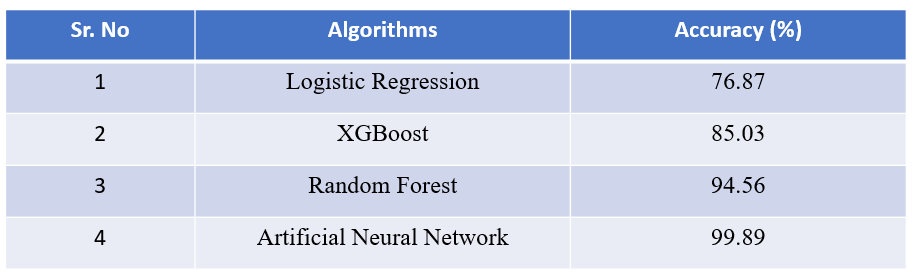 Sr. No Algorithms Accuracy (%)
1 Logistic Regression 76.87
2 XGBoost 85.03
3 Random Forest 94.56
4 Artificial Neural Network 99.89